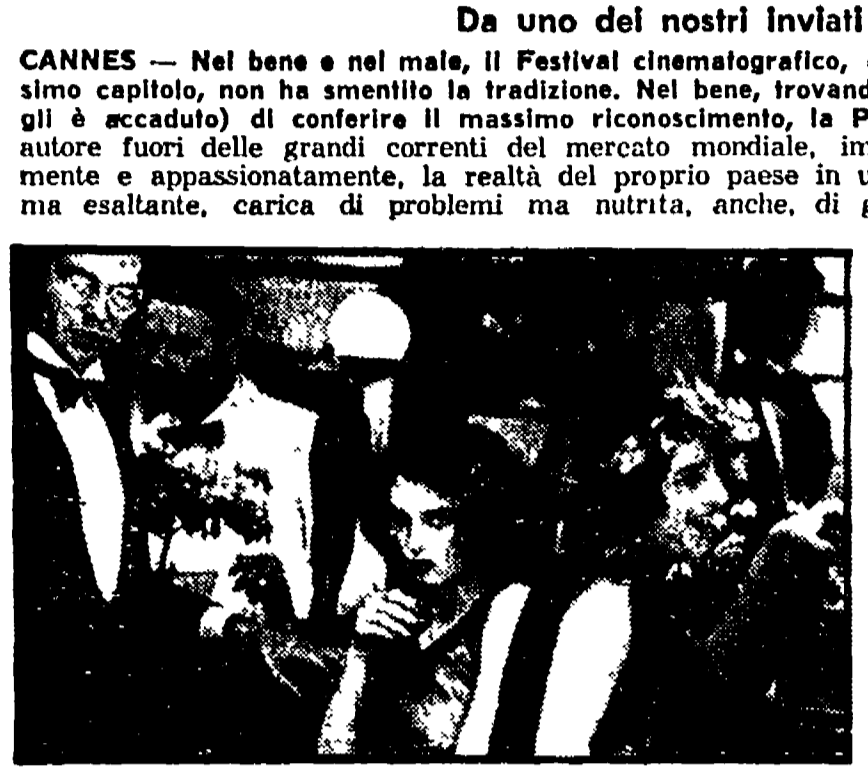 Da uno dei nostri inviati
CANNES — Nel bene e nel male, il Festival cinematografico,
simo capitolo, non ha smentito la tradizione. Nel bene, trovand
gli è accaduto) di conferire il massimo riconoscimento, la P
autore fuori delle grandi correnti del mercato mondiale, im
mente e appassionatamente, la realtà del proprio paese in u
ma esaltante, carica di problemi ma nutrita, anche, di g